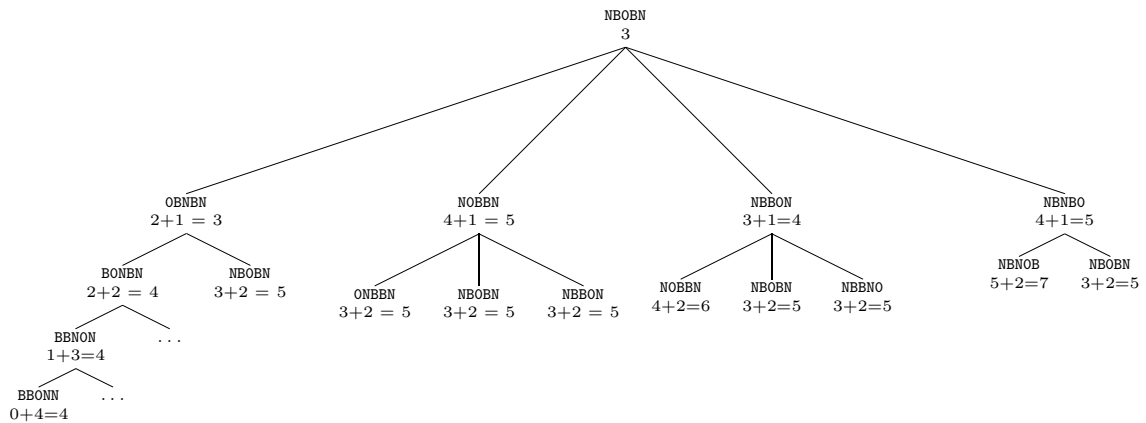 NBOBN
3
OBNBN
2+1 = 3
NOBBN
4+1 = 5
NBBON
3+1=4
NBNBO
4+1=5
BONBN
2+2 = 4
NBOBN
3+2 = 5
ONBBN
3+2 = 5
NBOBN
3+2 = 5
NBBON
3+2 = 5
NOBBN
4+2=6
NBOBN
3+2=5
NBBNO
3+2=5
NBNOB
5+2=7
NBOBN
3+2=5
BBNON
1+3=4
...
BBONN
0+4=4
...